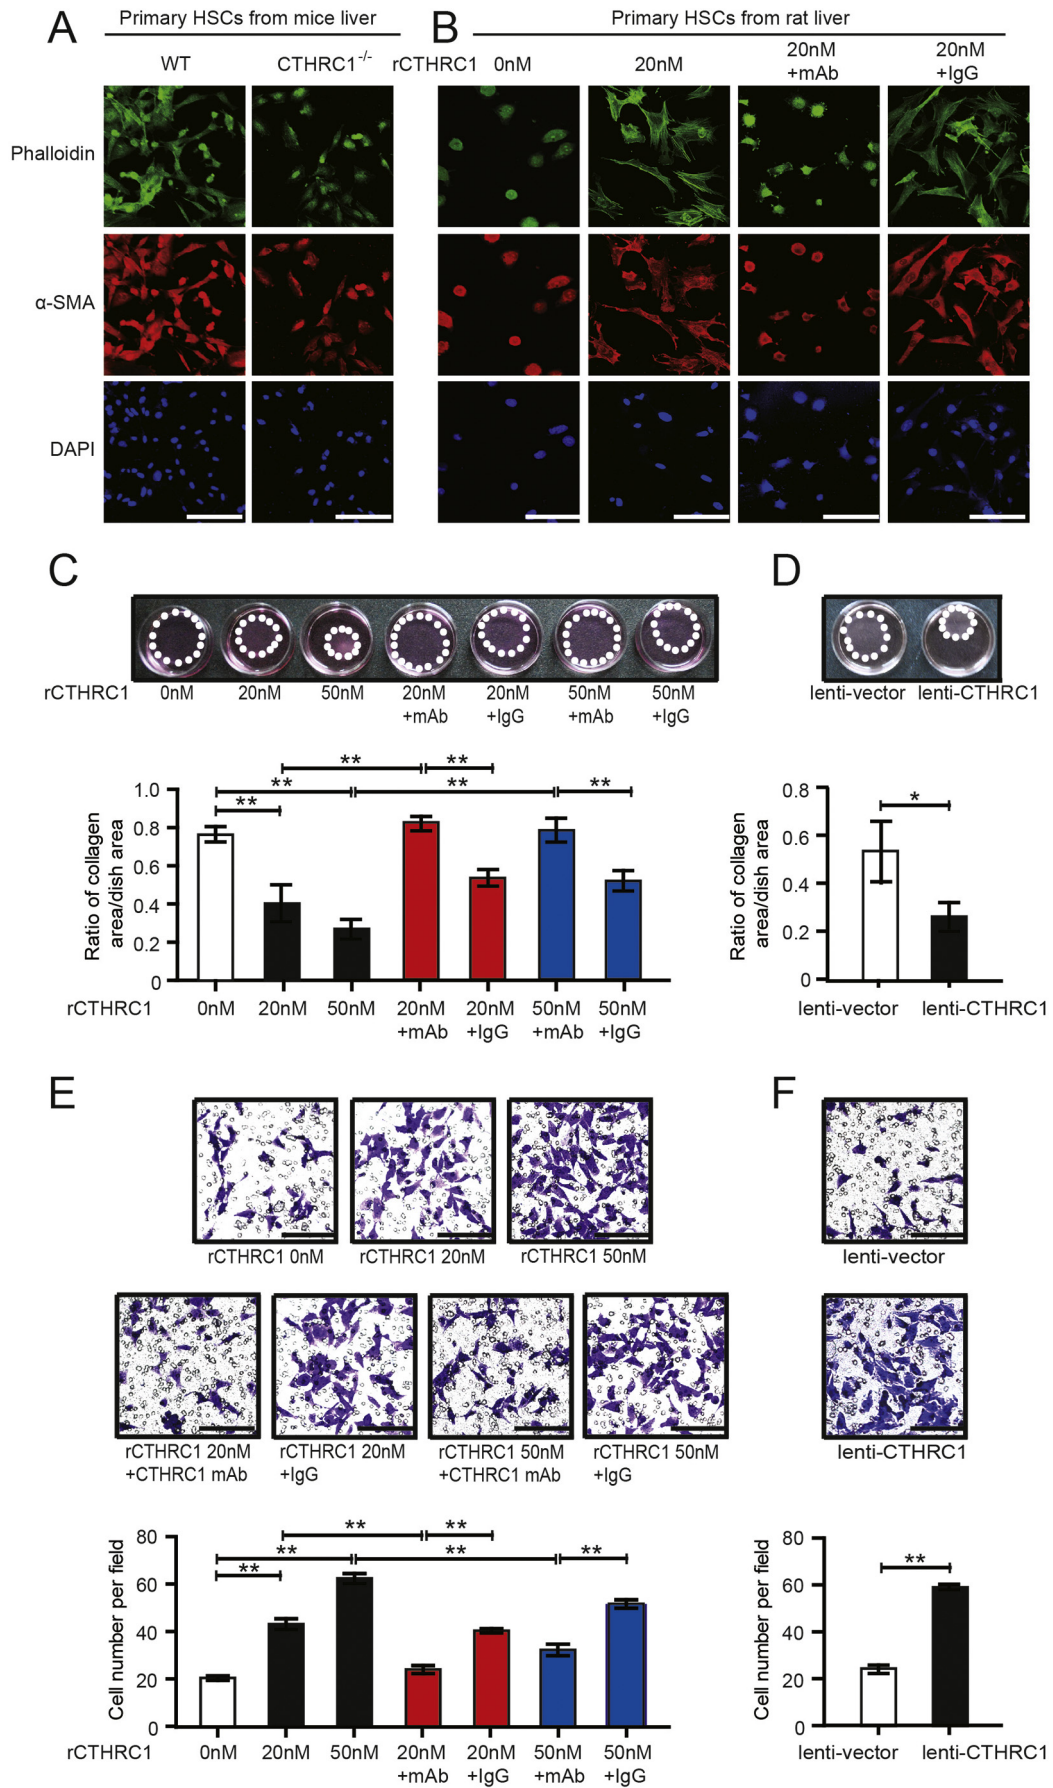 A
Primary HSCs from mice liver
B
Primary HSCs from rat liver
WT
CTHRC1-/-
rCTHRC1
0nM
20nM
20nM
+mAb
20nM
+IgG
Phalloidin
α-SMA
DAPI
C
rCTHRC1
0nM
20nM
50nM
20nM
+mAb
20nM
+IgG
50nM
+mAb
50nM
+IgG
D
lenti-vector
lenti-CTHRC1
**
**
**
**
**
**
Ratio of collagen
area/dish area
1.0
0.8
0.6
0.4
0.2
0
rCTHRC1
0nM
20nM
50nM
20nM
+mAb
20nM
+IgG
50nM
+mAb
50nM
+IgG
*
Ratio of collagen
area/dish area
0.8
0.6
0.4
0.2
0
lenti-vector
lenti-CTHRC1
E
rCTHRC1 0nM
rCTHRC1 20nM
rCTHRC1 50nM
rCTHRC1 20nM
+CTHRC1 mAb
rCTHRC1 20nM
+IgG
rCTHRC1 50nM
+CTHRC1 mAb
rCTHRC1 50nM
+IgG
F
lenti-vector
lenti-CTHRC1
**
**
**
**
**
**
Cell number per field
80
60
40
20
0
rCTHRC1
0nM
20nM
50nM
20nM
+mAb
20nM
+IgG
50nM
+mAb
50nM
+IgG
**
Cell number per field
80
60
40
20
0
lenti-vector
lenti-CTHRC1